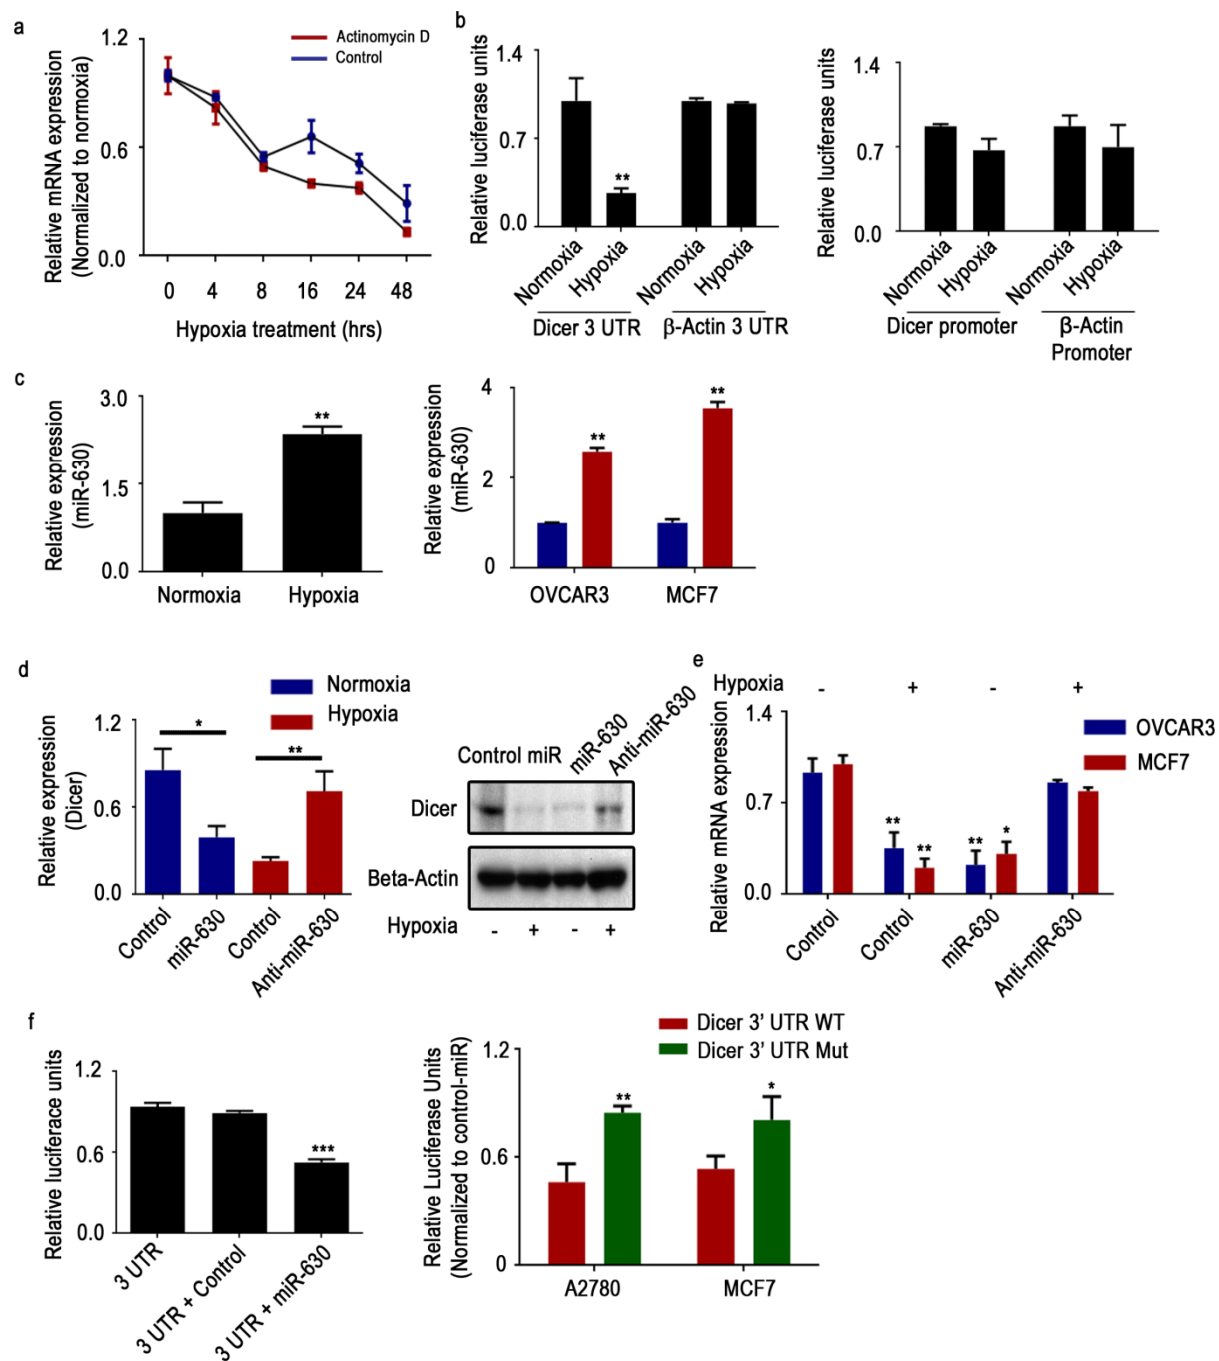 a
Relative mRNA expression
(Normalized to normoxia)
1.2
0.6
0.0
Actinomycin D
Control
0 4 8 16 24 48
Hypoxia treatment (hrs)
b
Relative luciferase units
1.4
0.7
0.0
**
Normoxia
Hypoxia
Normoxia
Hypoxia
Dicer 3 UTR
β-Actin 3 UTR
Relative luciferase units
1.4
0.7
0.0
Normoxia
Hypoxia
Normoxia
Hypoxia
Dicer promoter
β-Actin
Promoter
c
Relative expression
(miR-630)
3.0
1.5
0.0
**
Normoxia
Hypoxia
Relative expression
(miR-630)
4
2
0
**
**
OVCAR3
MCF7
d
Relative expression
(Dicer)
1.2
0.6
0.0
Normoxia
Hypoxia
*
**
Control
miR-630
Control
Anti-miR-630
Control miR
miR-630
Anti-miR-630
Dicer
Beta-Actin
Hypoxia - + - +
e
Hypoxia - + - +
Relative mRNA expression
1.4
0.7
0.0
OVCAR3
MCF7
**
**
**
*
Control
Control
miR-630
Anti-miR-630
f
Relative luciferace units
1.2
0.6
0.0
***
3 UTR
3 UTR + Control
3 UTR + miR-630
Relative Luciferase Units
(Normalized to control-miR)
1.2
0.6
0
Dicer 3' UTR WT
Dicer 3' UTR Mut
**
*
A2780
MCF7